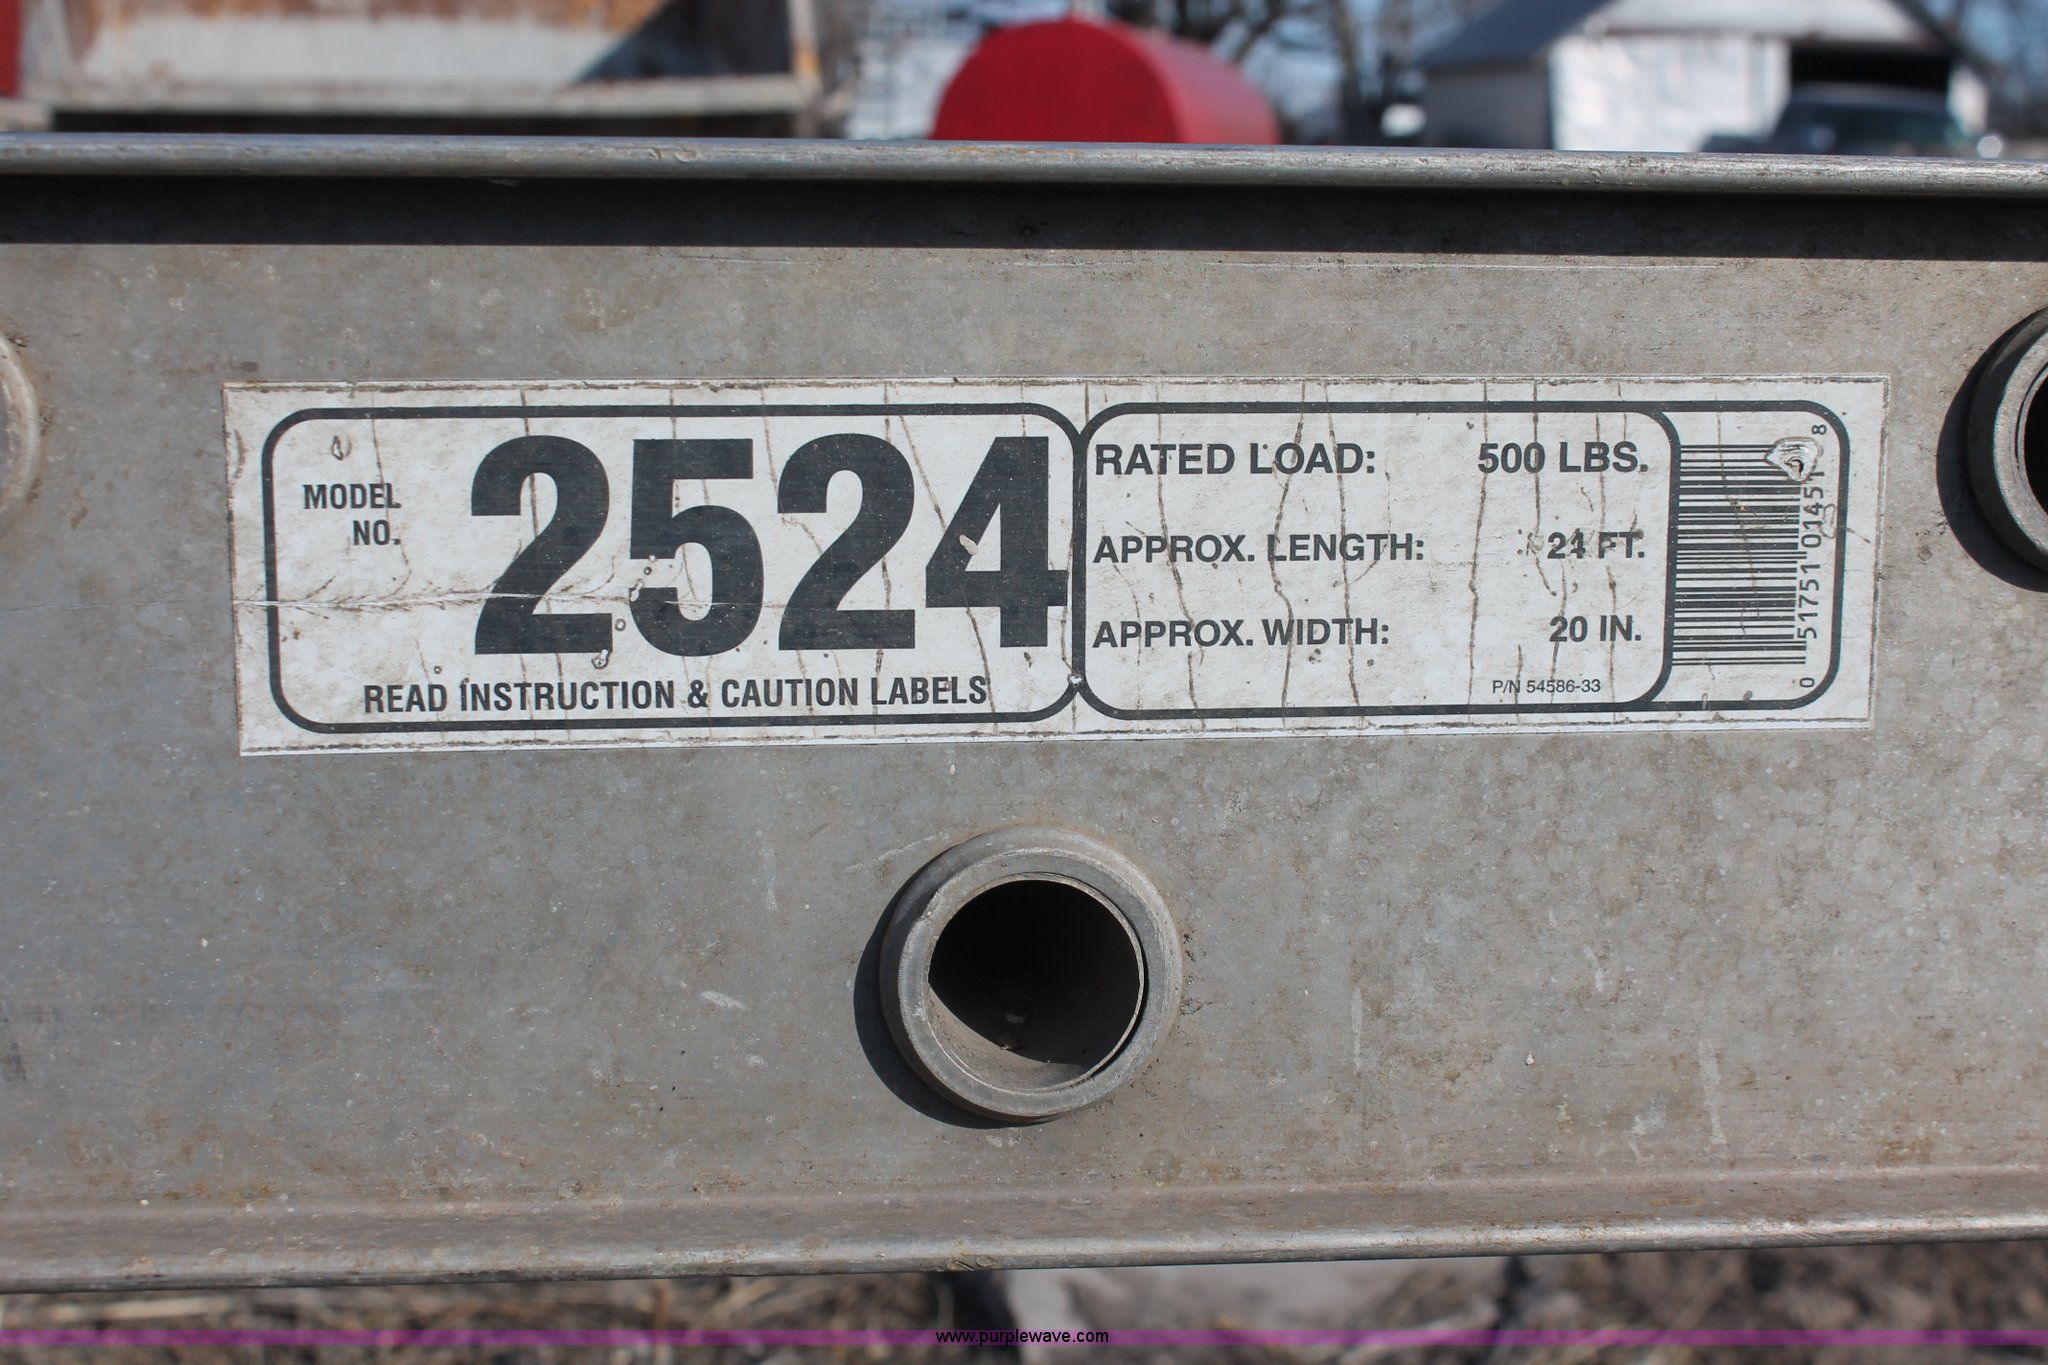 MODEL NO.
2524
READ INSTRUCTION & CAUTION LABELS
RATED LOAD: 500 LBS.
APPROX. LENGTH: 24 FT.
APPROX. WIDTH: 20 IN.
P/N 54586-33
0 51751 01451 8
www.purplewave.com